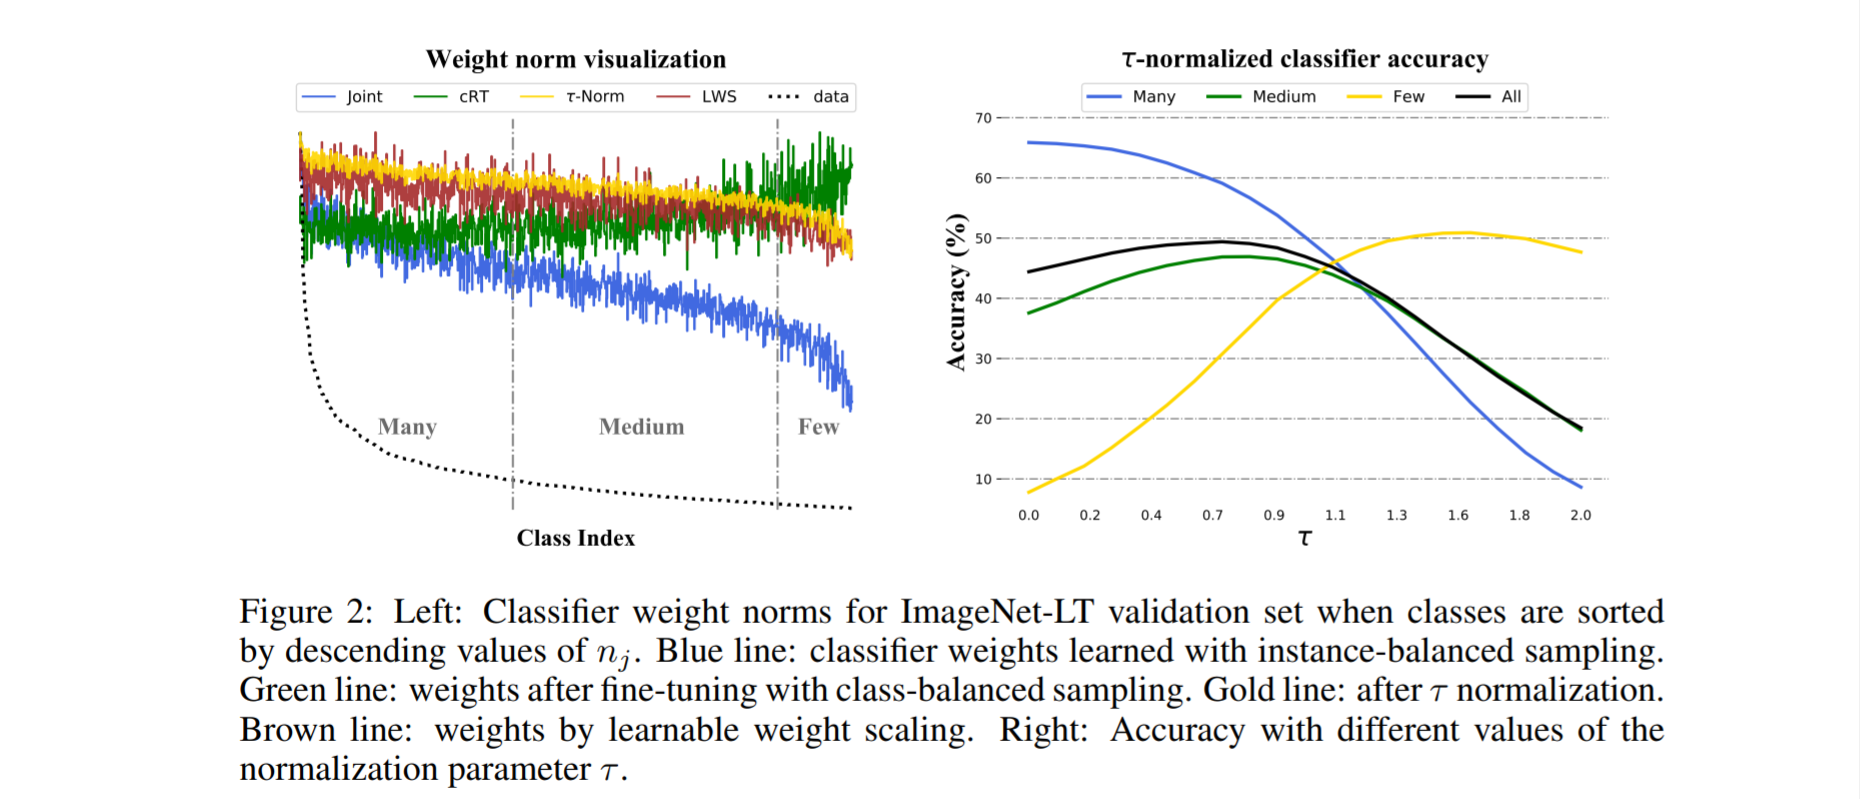 Weight norm visualization
Joint cRT τ-Norm LWS data
Many Medium Few
Class Index
τ-normalized classifier accuracy
Many Medium Few All
Accuracy (%)
70
60
50
40
30
20
10
0.0 0.2 0.4 0.7 0.9 1.1 1.3 1.6 1.8 2.0
τ
Figure 2: Left: Classifier weight norms for ImageNet-LT validation set when classes are sorted
by descending values of nⱼ. Blue line: classifier weights learned with instance-balanced sampling.
Green line: weights after fine-tuning with class-balanced sampling. Gold line: after τ normalization.
Brown line: weights by learnable weight scaling. Right: Accuracy with different values of the
normalization parameter τ.